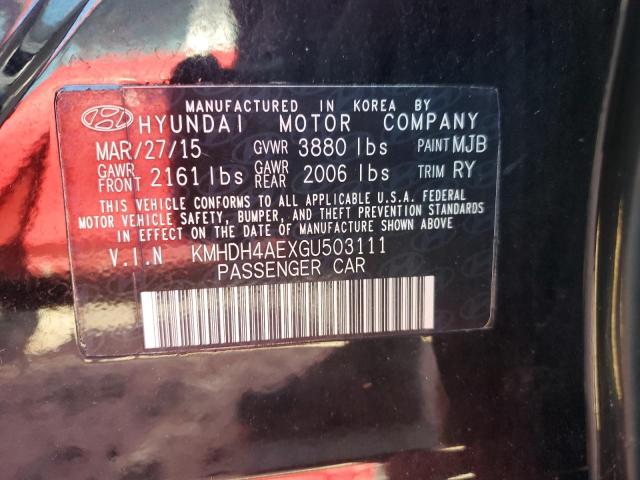 MANUFACTURED IN KOREA BY
HYUNDAI MOTOR COMPANY
MAR/27/15 GVWR 3880 lbs PAINT MJB
GAWR FRONT 2161 lbs GAWR REAR 2006 lbs TRIM RY
THIS VEHICLE CONFORMS TO ALL APPLICABLE U.S.A. FEDERAL
MOTOR VEHICLE SAFETY, BUMPER, AND THEFT PREVENTION STANDARDS
IN EFFECT ON THE DATE OF MANUFACTURE SHOWN ABOVE.
V.I.N KMHDH4AEXGU503111
PASSENGER CAR